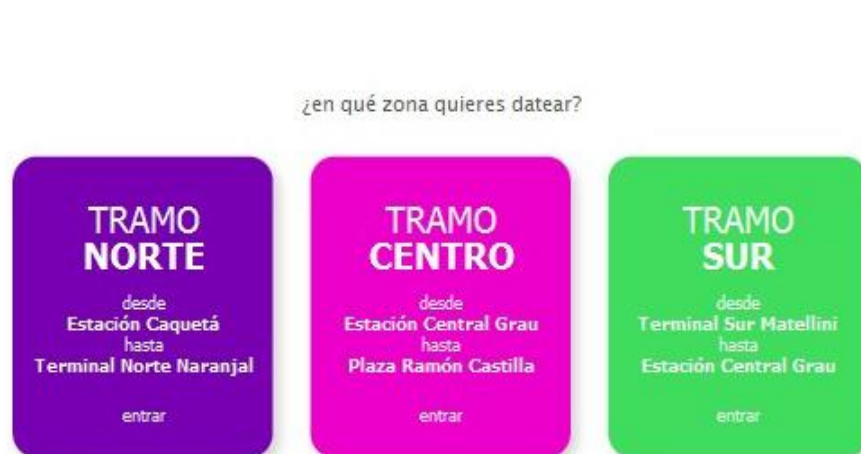 ¿en qué zona quieres datear?
TRAMO
NORTE
desde
Estación Caquetá
hasta
Terminal Norte Naranjal
entrar
TRAMO
CENTRO
desde
Estación Central Grau
hasta
Plaza Ramón Castilla
entrar
TRAMO
SUR
desde
Terminal Sur Matellini
hasta
Estación Central Grau
entrar